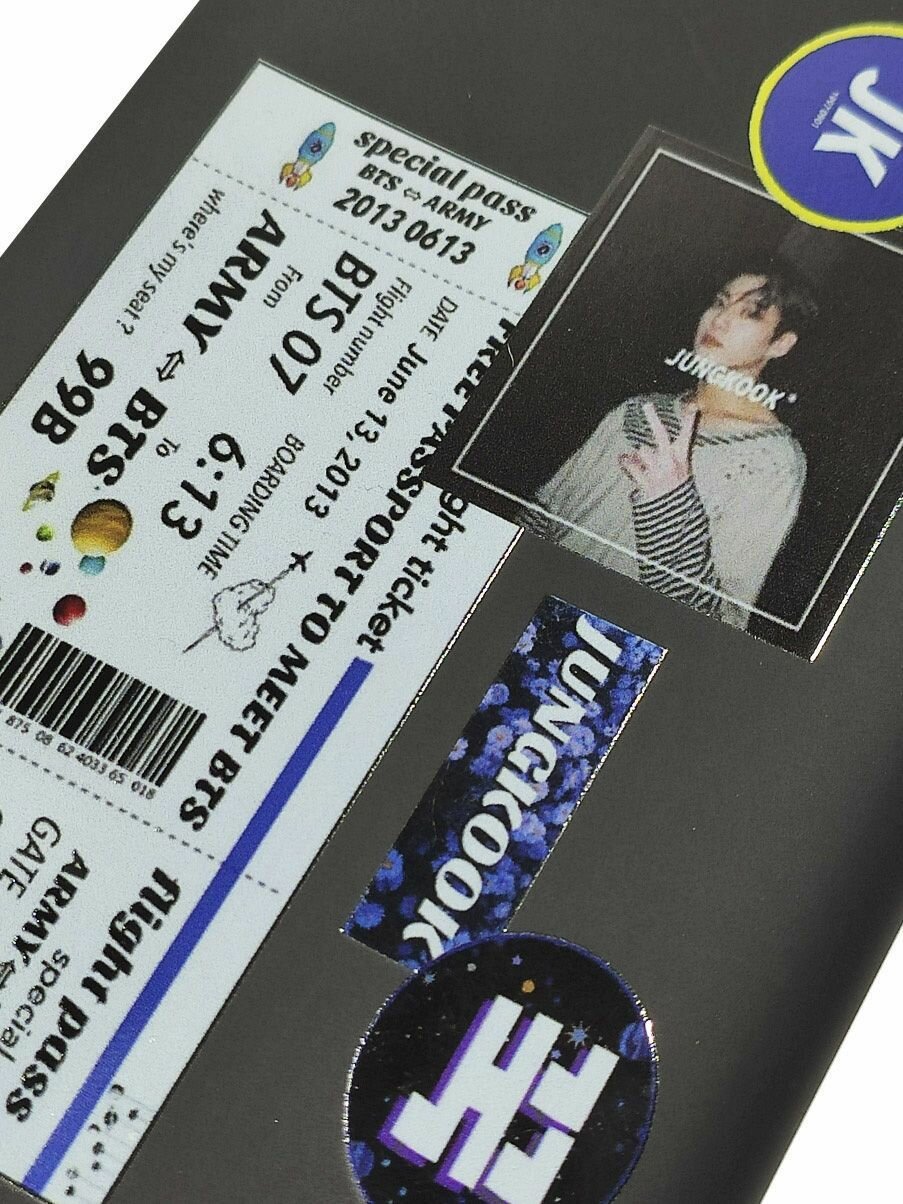 special pass
BTS ⇔ ARMY
2013 0613
FREE PASSPORT TO MEET BTS
ght ticket
DATE June 13, 2013
Flight number
BTS 07
BOARDING TIME
6:13
From
To
ARMY ⇔ BTS
where's my seat ?
99B
875 08 62 4033 65 018
flight pass
special
ARMY ⇔
GATE
JK
19970901
JUNGKOOK*
JUNGKOOK